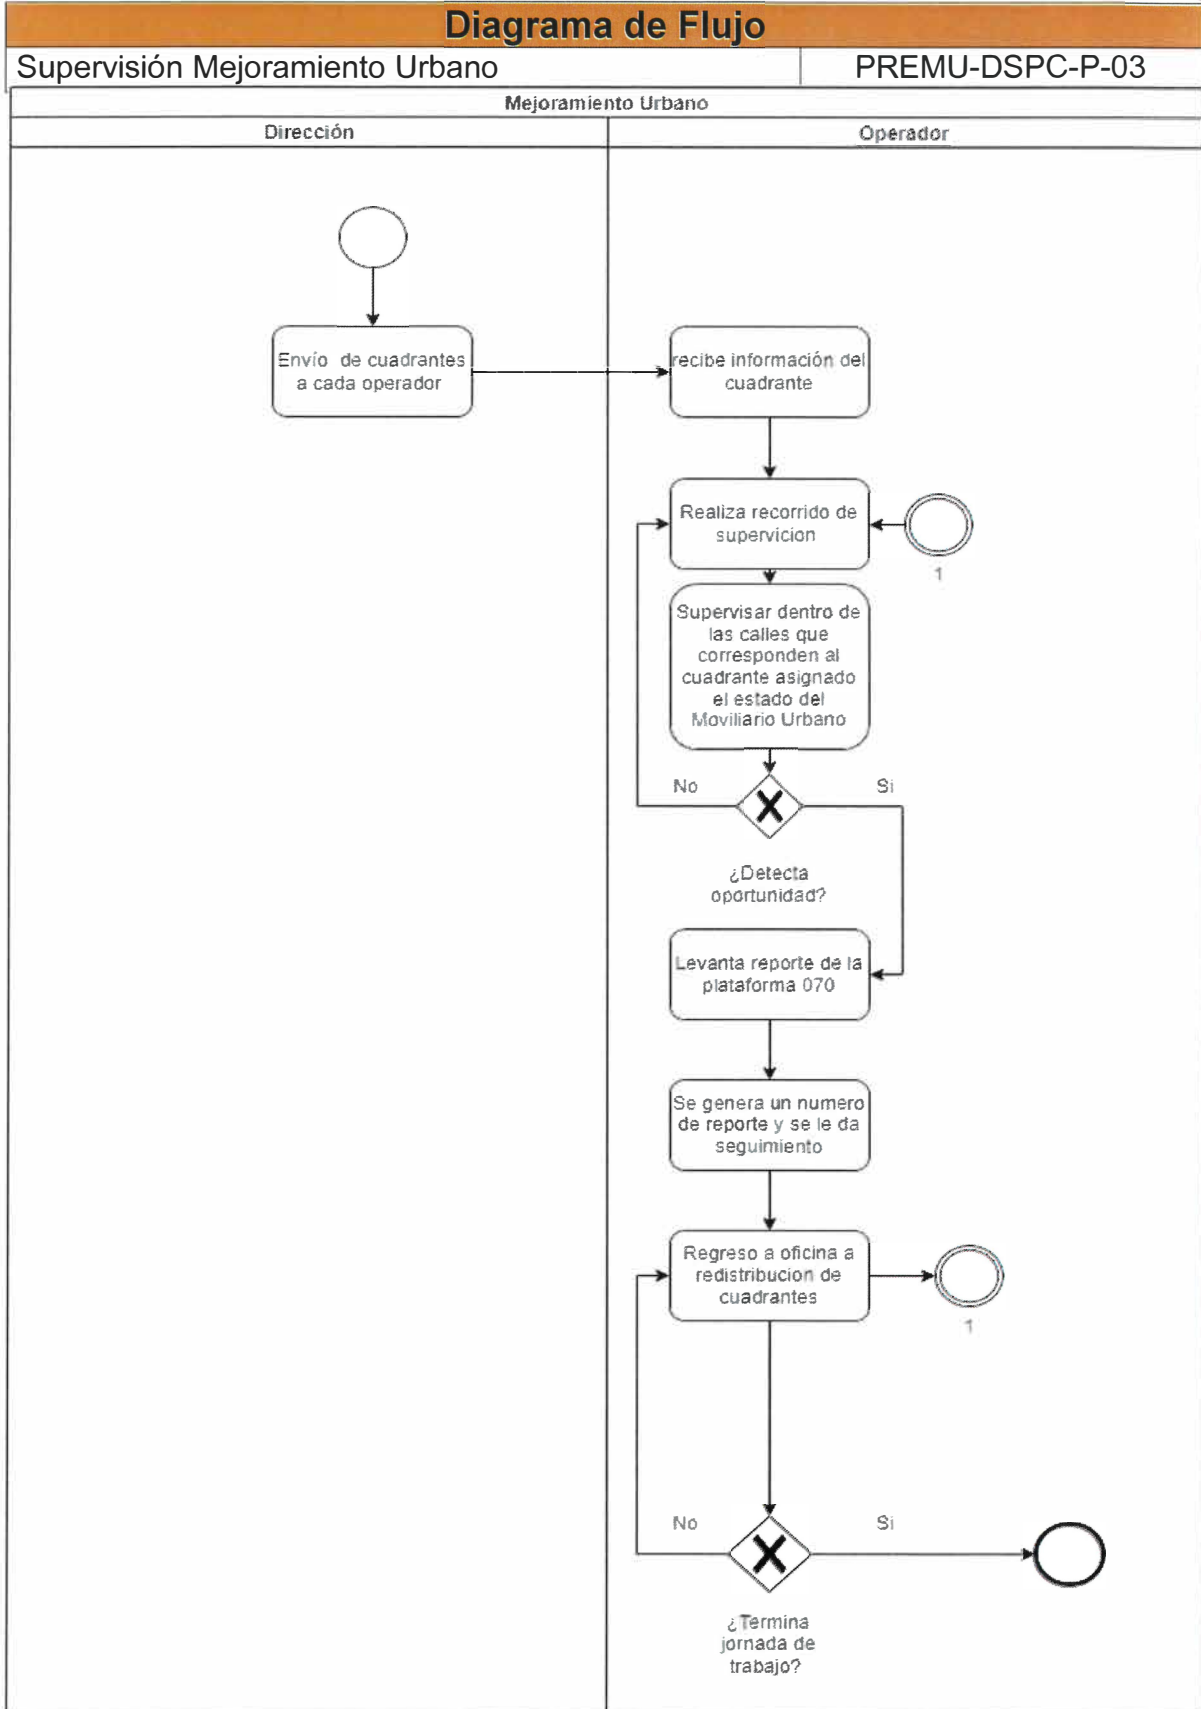 Diagrama de Flujo
Supervisión Mejoramiento Urbano
PREMU-DSPC-P-03
Mejoramiento Urbano
Dirección
Operador
Envío de cuadrantes
a cada operador
recibe información del
cuadrante
Realiza recorrido de
supervicion
1
Supervisar dentro de
las calles que
corresponden al
cuadrante asignado
el estado del
Moviliario Urbano
No
Si
¿Detecta
oportunidad?
Levanta reporte de la
plataforma 070
Se genera un numero
de reporte y se le da
seguimiento
Regreso a oficina a
redistribucion de
cuadrantes
1
No
Si
¿Termina
jornada de
trabajo?